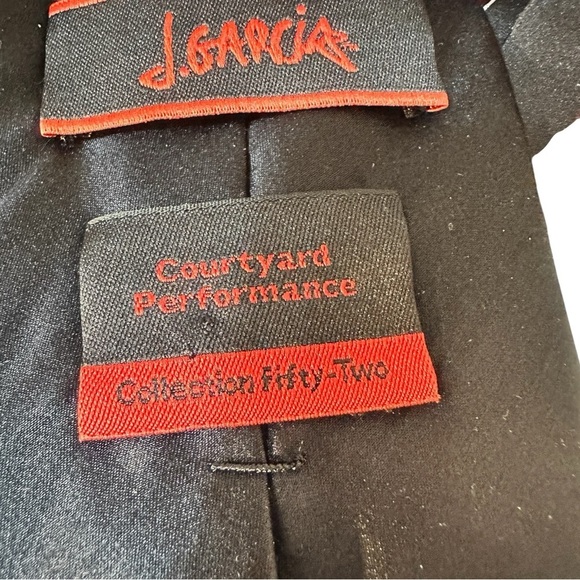 J. GARCIA
Courtyard
Performance
Collection Fifty-Two